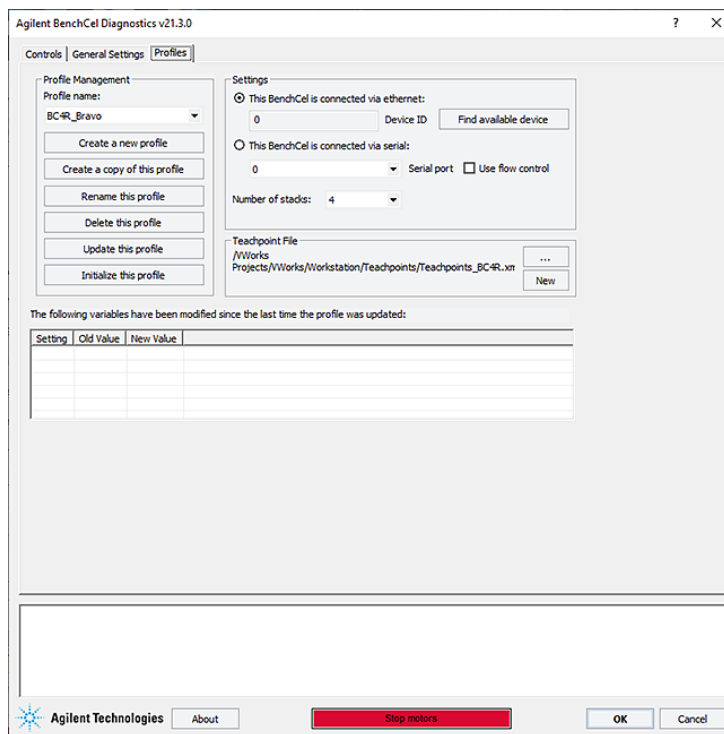 Agilent BenchCel Diagnostics v21.3.0
? X
Controls General Settings Profiles
Profile Management
Profile name:
BC4R_Bravo
Create a new profile
Create a copy of this profile
Rename this profile
Delete this profile
Update this profile
Initialize this profile
Settings
This BenchCel is connected via ethernet:
0 Device ID Find available device
This BenchCel is connected via serial:
0 Serial port Use flow control
Number of stacks: 4
Teachpoint File
/VWorks
Projects/VWorks/Workstation/Teachpoints/Teachpoints_BC4R.xm
...
New
The following variables have been modified since the last time the profile was updated:
Setting Old Value New Value
Agilent Technologies About Stop motors OK Cancel